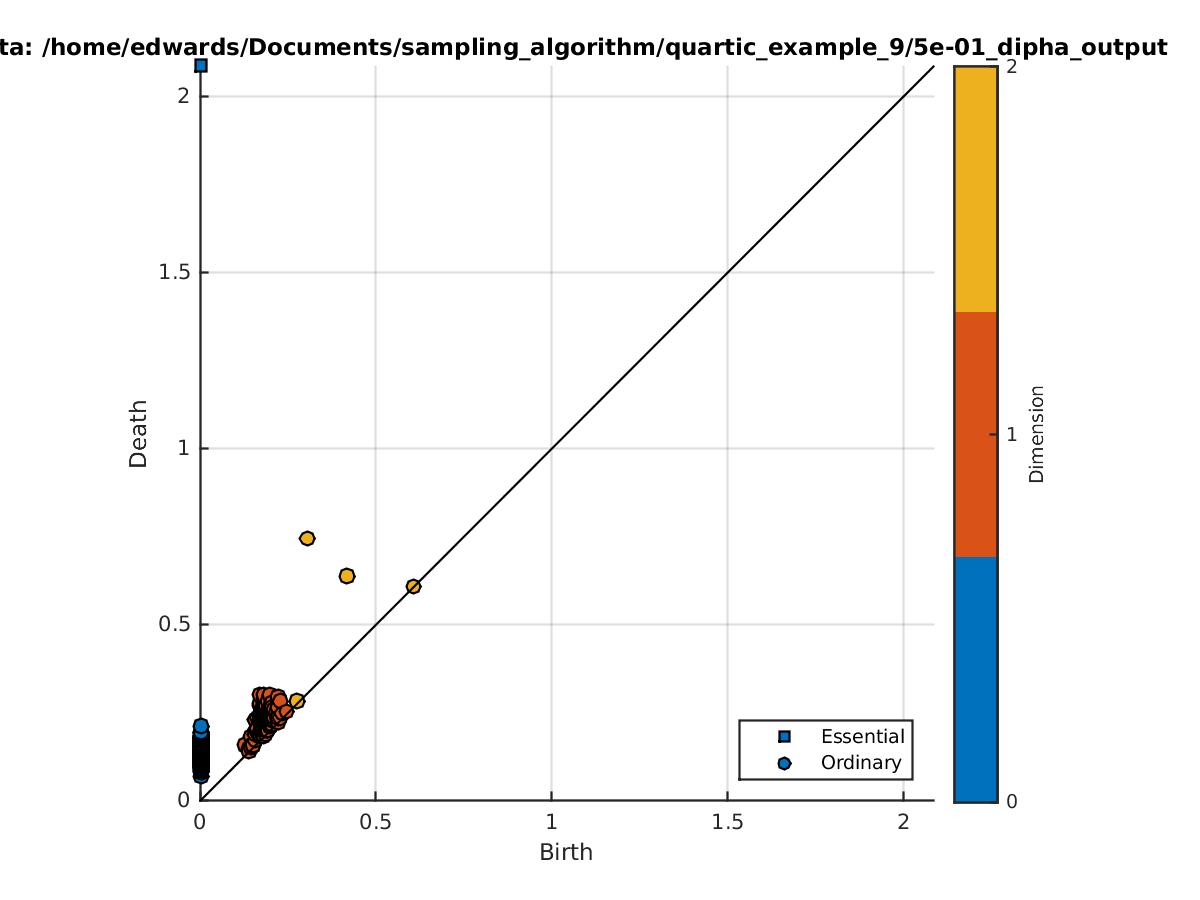 ta: /home/edwards/Documents/sampling_algorithm/quartic_example_9/5e-01_dipha_output
2
1.5
1
0.5
0
0
0.5
1
1.5
2
Death
Birth
Essential
Ordinary
2
1
0
Dimension